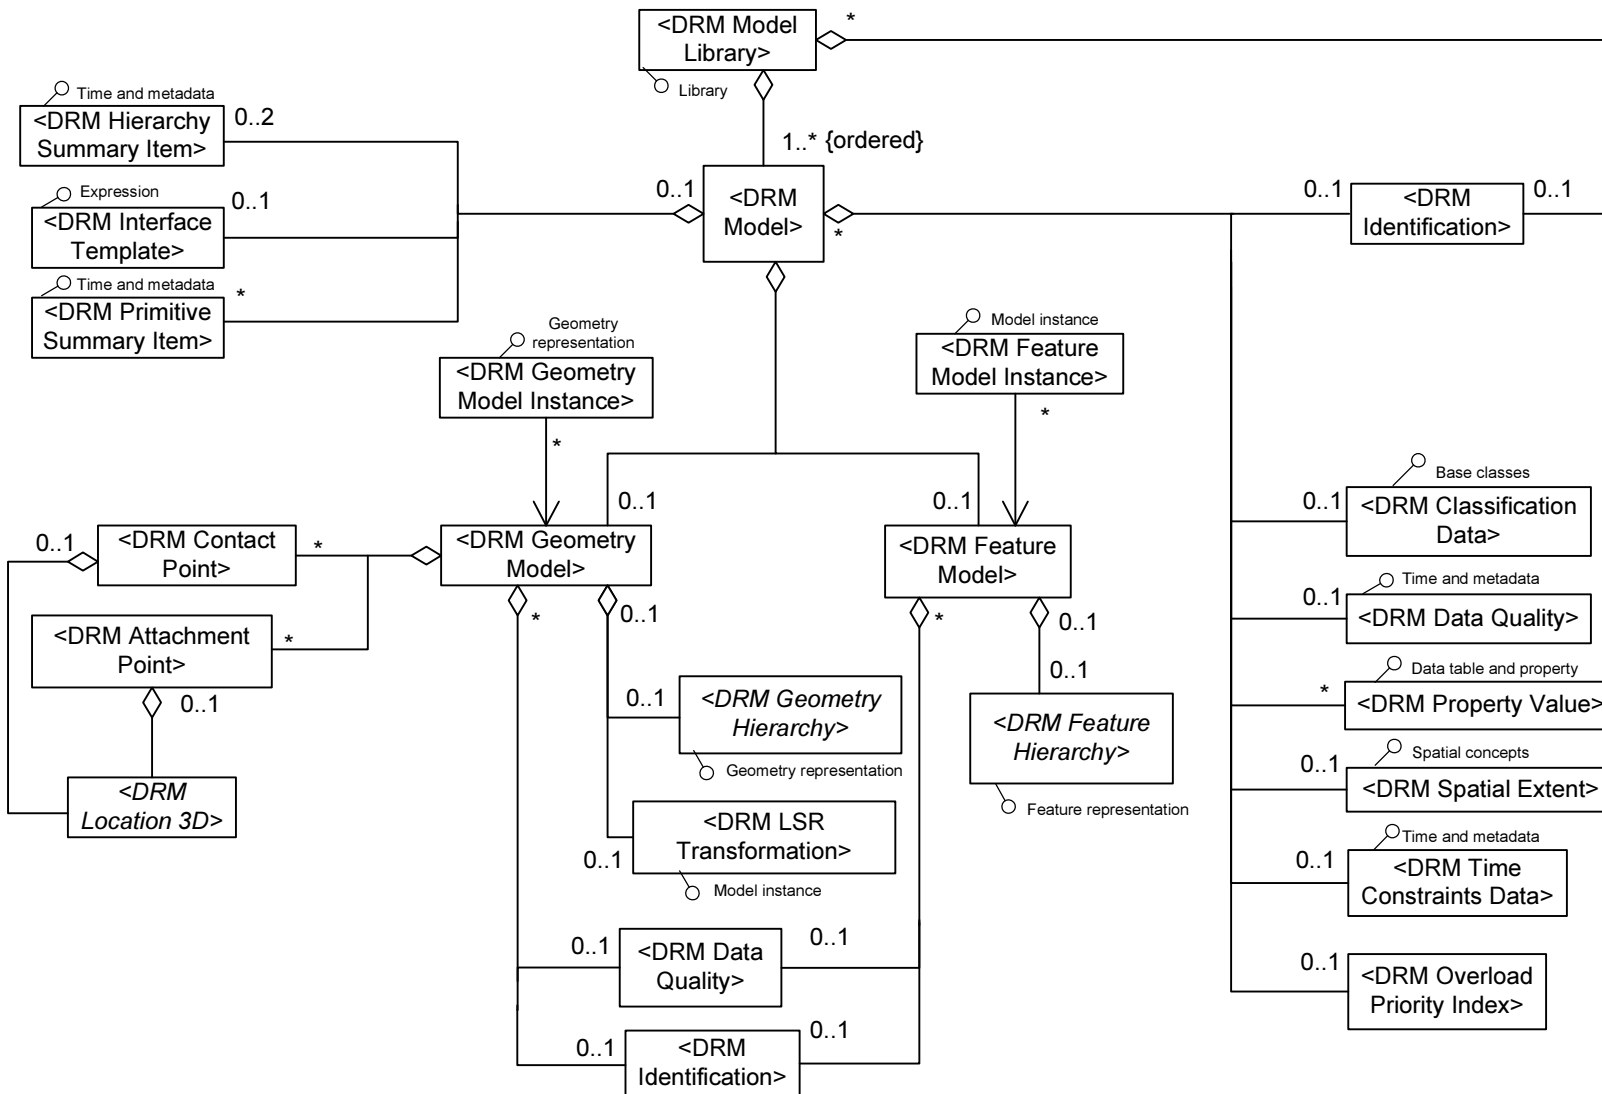 <DRM Model
Library>
*
Library
1..* {ordered}
Time and metadata
<DRM Hierarchy
Summary Item>
0..2
Expression
<DRM Interface
Template>
0..1
Time and metadata
<DRM Primitive
Summary Item>
*
0..1
<DRM
Model>
*
0..1
<DRM
Identification>
0..1
Geometry
representation
<DRM Geometry
Model Instance>
*
Model instance
<DRM Feature
Model Instance>
*
0..1
0..1
0..1
<DRM Contact
Point>
*
<DRM Geometry
Model>
<DRM Feature
Model>
<DRM Attachment
Point>
*
0..1
<DRM
Location 3D>
*
0..1
*
0..1
0..1
<DRM Geometry
Hierarchy>
Geometry representation
0..1
<DRM Feature
Hierarchy>
Feature representation
<DRM LSR
Transformation>
0..1
Model instance
0..1
<DRM Data
Quality>
0..1
0..1
<DRM
Identification>
0..1
Base classes
0..1
<DRM Classification
Data>
Time and metadata
0..1
<DRM Data Quality>
Data table and property
*
<DRM Property Value>
Spatial concepts
0..1
<DRM Spatial Extent>
Time and metadata
0..1
<DRM Time
Constraints Data>
0..1
<DRM Overload
Priority Index>